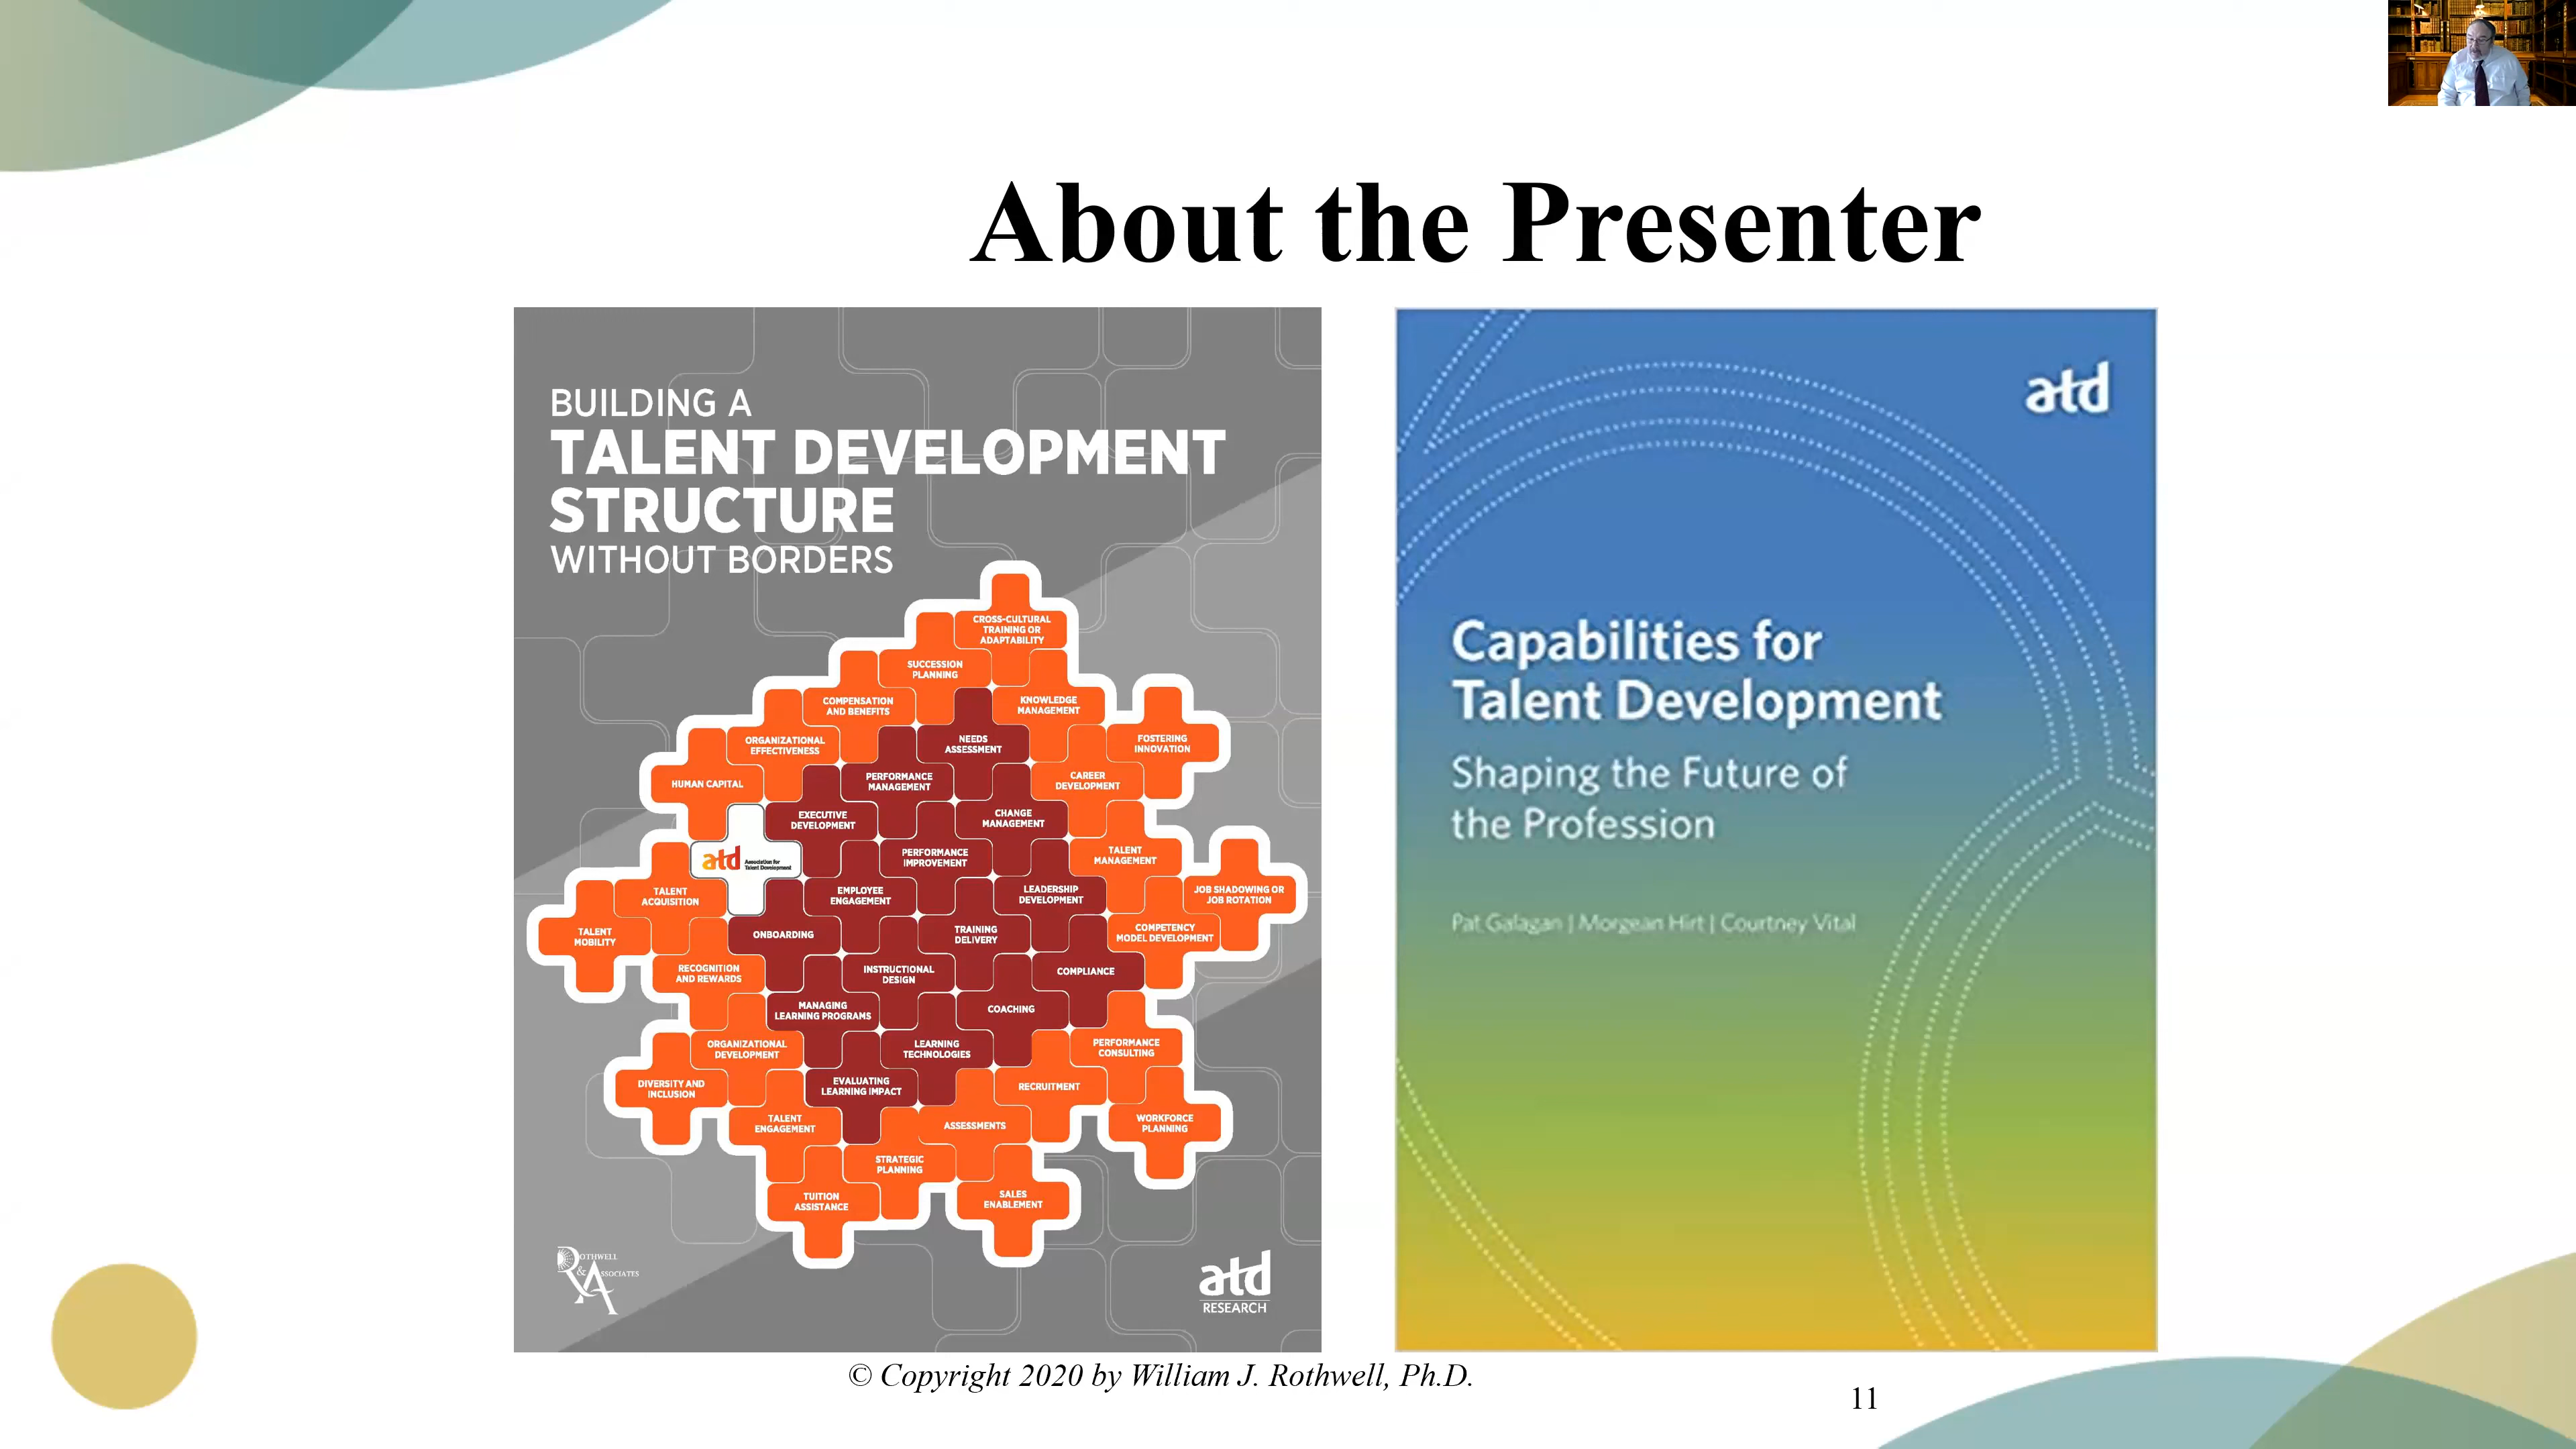 About the Presenter
BUILDING A
TALENT DEVELOPMENT
STRUCTURE
WITHOUT BORDERS
CROSS-CULTURAL
TRAINING OR
ADAPTABILITY
SUCCESSION
PLANNING
COMPENSATION
AND BENEFITS
KNOWLEDGE
MANAGEMENT
ORGANIZATIONAL
EFFECTIVENESS
NEEDS
ASSESSMENT
FOSTERING
INNOVATION
HUMAN CAPITAL
PERFORMANCE
MANAGEMENT
CAREER
DEVELOPMENT
EXECUTIVE
DEVELOPMENT
CHANGE
MANAGEMENT
atd Association for
Talent Development
PERFORMANCE
IMPROVEMENT
TALENT
MANAGEMENT
TALENT
ACQUISITION
EMPLOYEE
ENGAGEMENT
LEADERSHIP
DEVELOPMENT
JOB SHADOWING OR
JOB ROTATION
TALENT
MOBILITY
ONBOARDING
TRAINING
DELIVERY
COMPETENCY
MODEL DEVELOPMENT
RECOGNITION
AND REWARDS
INSTRUCTIONAL
DESIGN
COMPLIANCE
MANAGING
LEARNING PROGRAMS
COACHING
ORGANIZATIONAL
DEVELOPMENT
LEARNING
TECHNOLOGIES
PERFORMANCE
CONSULTING
DIVERSITY AND
INCLUSION
EVALUATING
LEARNING IMPACT
RECRUITMENT
TALENT
ENGAGEMENT
ASSESSMENTS
WORKFORCE
PLANNING
STRATEGIC
PLANNING
TUITION
ASSISTANCE
SALES
ENABLEMENT
ROTHWELL
& ASSOCIATES
atd
RESEARCH
atd
Capabilities for
Talent Development
Shaping the Future of
the Profession
Pat Galagan | Morgean Hirt | Courtney Vital
© Copyright 2020 by William J. Rothwell, Ph.D.
11